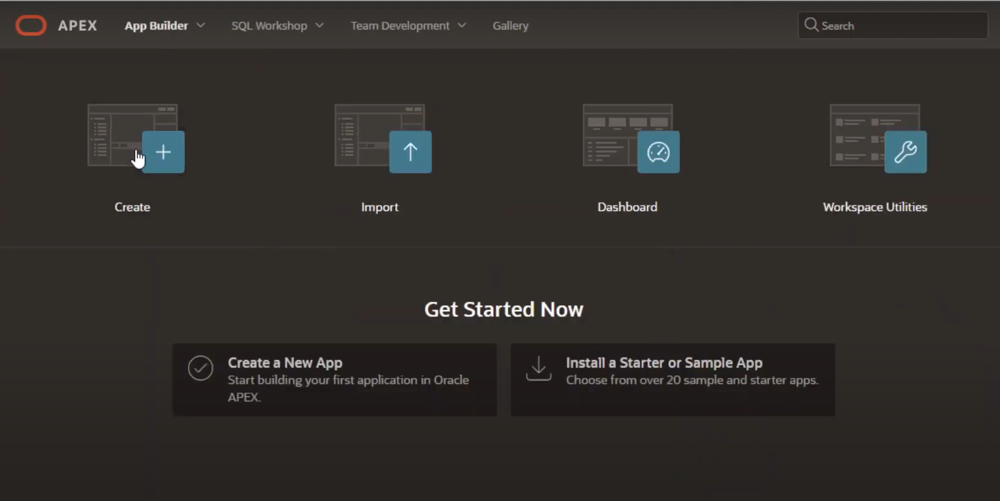 APEX App Builder SQL Workshop Team Development Gallery Search
Create Import Dashboard Workspace Utilities
Get Started Now
Create a New App
Start building your first application in Oracle
APEX.
Install a Starter or Sample App
Choose from over 20 sample and starter apps.